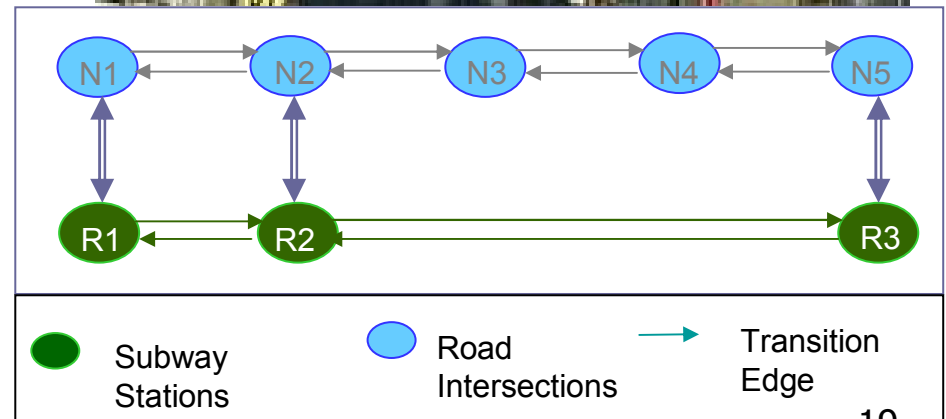 N1 N2 N3 N4 N5
R1 R2 R3
Subway
Stations
Road
Intersections
Transition
Edge